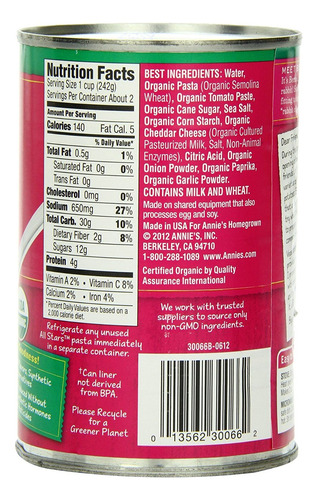 Nutrition Facts
Serving Size 1 cup (242g)
Servings Per Container About 2
Amount Per Serving
Calories 140 Fat Cal. 5
% Daily Value*
Total Fat 0.5g 1%
Saturated Fat 0g 0%
Trans Fat 0g
Cholesterol 0mg 0%
Sodium 650mg 27%
Total Carb. 30g 10%
Dietary Fiber 2g 8%
Sugars 12g
Protein 4g
Vitamin A 2% • Vitamin C 8%
Calcium 2% • Iron 4%
*Percent Daily Values are based on a
2,000 calorie diet.
Refrigerate any unused
All Stars™ pasta immediately
in a separate container.
†Can liner
not derived
from BPA.
Please Recycle
for a
Greener Planet
BEST INGREDIENTS: Water,
Organic Pasta (Organic Semolina
Wheat), Organic Tomato Paste,
Organic Cane Sugar, Sea Salt,
Organic Corn Starch, Organic
Cheddar Cheese (Organic Cultured
Pasteurized Milk, Salt, Non-Animal
Enzymes), Citric Acid, Organic
Onion Powder, Organic Paprika,
Organic Garlic Powder.
CONTAINS MILK AND WHEAT.
Made on shared equipment that also
processes egg and soy.
Made in USA For Annie's Homegrown
© 2012 ANNIE'S, INC.
BERKELEY, CA 94710
1-800-288-1089 www.Annies.com
Certified Organic by Quality
Assurance International
We work with trusted
suppliers to source only
non-GMO ingredients.
30066B-0612
0 13562 30066 2
Synthetic
Without
Hormones
MEET
Dear
During
Easy